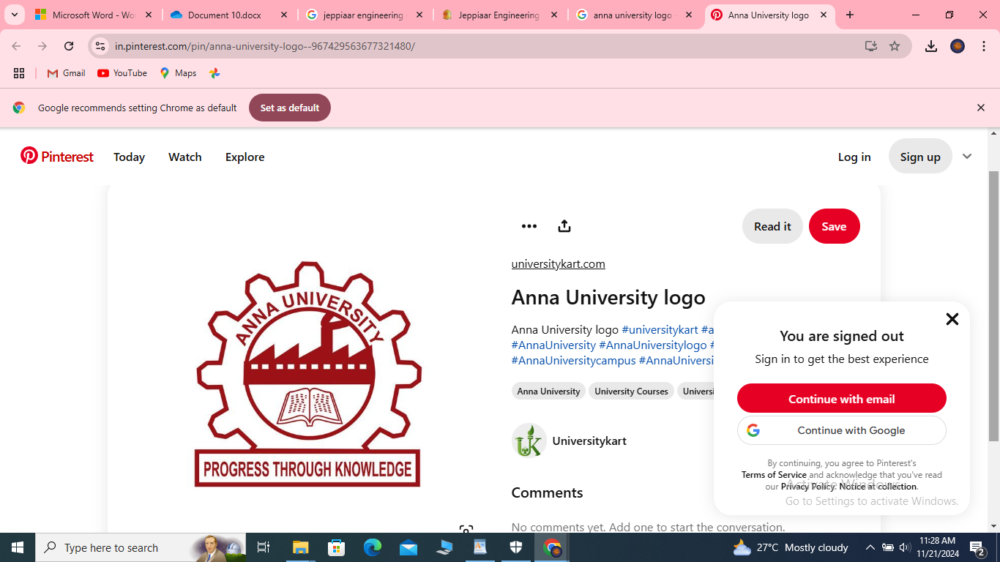 Microsoft Word - Wo
Document 10.docx
jeppiaar engineering
Jeppiaar Engineering
anna university logo
Anna University logo
in.pinterest.com/pin/anna-university-logo--967429563677321480/
Gmail
YouTube
Maps
Google recommends setting Chrome as default
Set as default
Pinterest
Today
Watch
Explore
Log in
Sign up
Read it
Save
universitykart.com
Anna University logo
Anna University logo #universitykart #a
#AnnaUniversity #AnnaUniversitylogo #
#AnnaUniversitycampus #AnnaUniversi
Anna University
University Courses
Universi
Universitykart
Comments
No comments yet. Add one to start the conversation.
ANNA UNIVERSITY
PROGRESS THROUGH KNOWLEDGE
You are signed out
Sign in to get the best experience
Continue with email
Continue with Google
By continuing, you agree to Pinterest's
Terms of Service and acknowledge that you've read
our Privacy Policy. Notice at collection.
Activate Windows
Go to Settings to activate Windows.
Type here to search
27°C Mostly cloudy
11:28 AM
11/21/2024
2